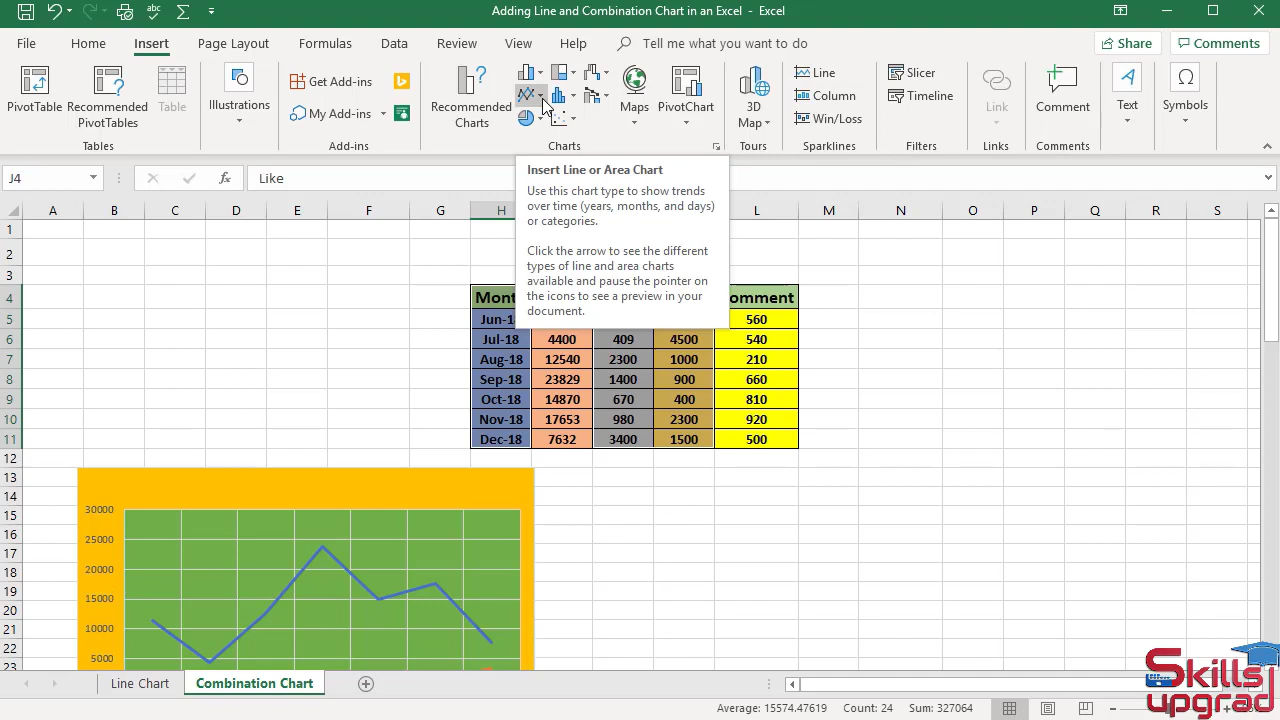 Adding Line and Combination Chart in an Excel - Excel
File Home Insert Page Layout Formulas Data Review View Help Tell me what you want to do Share Comments
PivotTable
Recommended
PivotTables
Table
Tables
Illustrations
Get Add-ins
My Add-ins
Add-ins
Recommended
Charts
Maps
PivotChart
Charts
3D
Map
Tours
Line
Column
Win/Loss
Sparklines
Slicer
Timeline
Filters
Link
Links
Comment
Comments
Text
Symbols
J4
fx
Like
Insert Line or Area Chart
Use this chart type to show trends
over time (years, months, and days)
or categories.
Click the arrow to see the different
types of line and area charts
available and pause the pointer on
the icons to see a preview in your
document.
A B C D E F G H L M N O P Q R S
1
2
3
4 Mont omment
5 Jun-1 560
6 Jul-18 4400 409 4500 540
7 Aug-18 12540 2300 1000 210
8 Sep-18 23829 1400 900 660
9 Oct-18 14870 670 400 810
10 Nov-18 17653 980 2300 920
11 Dec-18 7632 3400 1500 500
12
13
14
15
16
17
18
19
20
21
22
23
30000
25000
20000
15000
10000
5000
Line Chart Combination Chart
Average: 15574.47619 Count: 24 Sum: 327064
Skills
upgrad